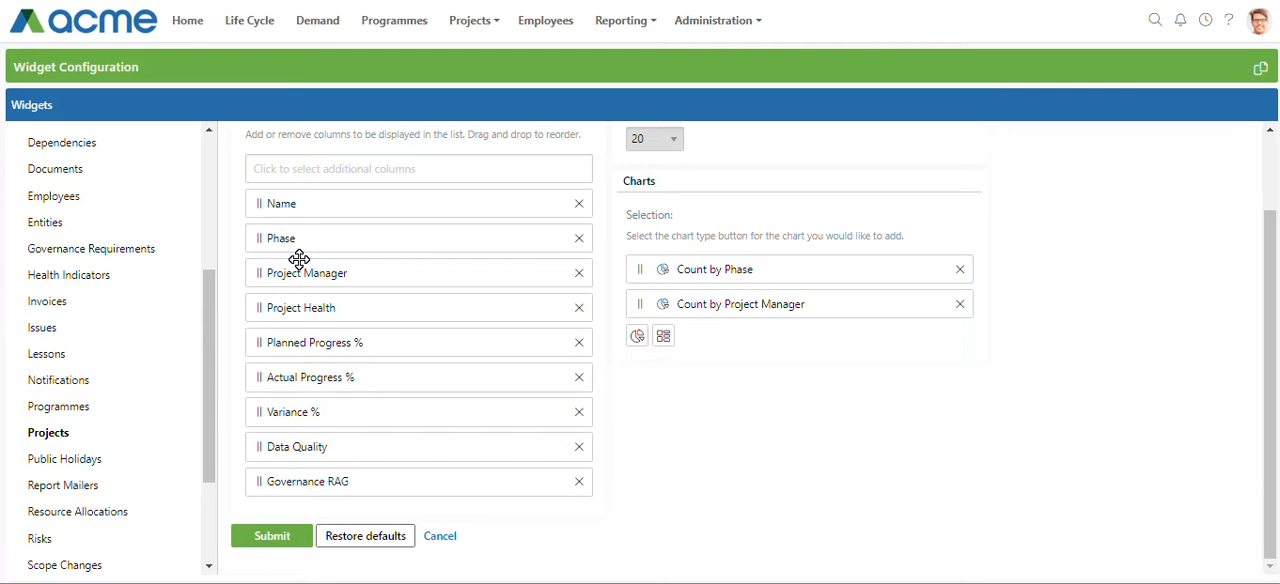 acme
Home Life Cycle Demand Programmes Projects Employees Reporting Administration
?
Widget Configuration
Widgets
Dependencies
Documents
Employees
Entities
Governance Requirements
Health Indicators
Invoices
Issues
Lessons
Notifications
Programmes
Projects
Public Holidays
Report Mailers
Resource Allocations
Risks
Scope Changes
Add or remove columns to be displayed in the list. Drag and drop to reorder.
Click to select additional columns
Name
Phase
Project Manager
Project Health
Planned Progress %
Actual Progress %
Variance %
Data Quality
Governance RAG
Submit Restore defaults Cancel
20
Charts
Selection:
Select the chart type button for the chart you would like to add.
Count by Phase
Count by Project Manager